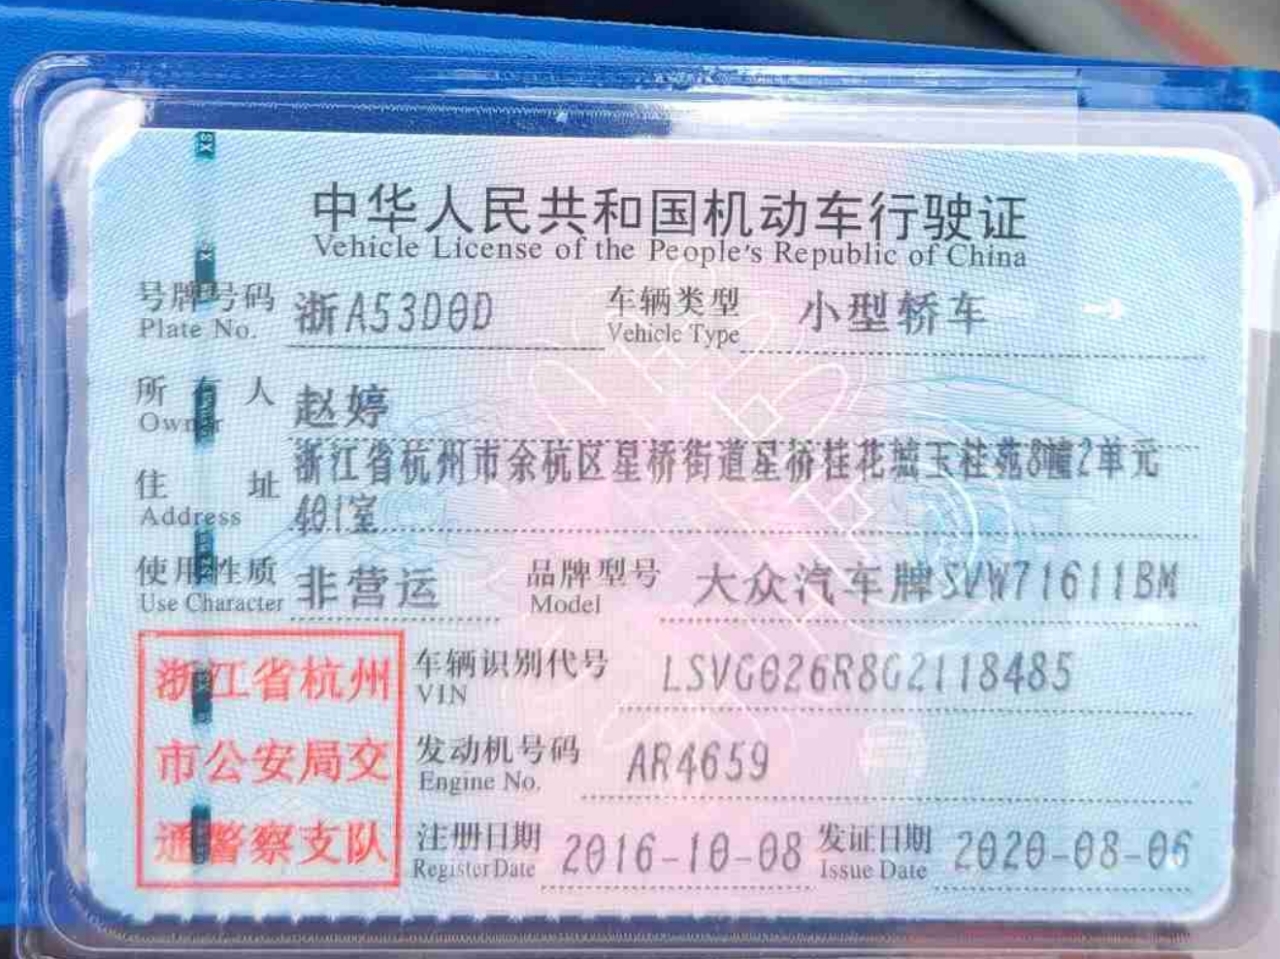 中华人民共和国机动车行驶证
Vehicle License of the People's Republic of China
号牌号码 浙A53D0D 车辆类型 小型轿车
Plate No. Vehicle Type
所有人 赵婷
Owner
浙江省杭州市余杭区星桥街道星桥桂花城玉桂苑8幢2单元
住址 401室
Address
使用性质 非营运 品牌型号 大众汽车牌SVW71611BM
Use Character Model
浙江省杭州 车辆识别代号 LSVG026R8G2118485
VIN
市公安局交 发动机号码 AR4659
Engine No.
通警察支队 注册日期 2016-10-08 发证日期 2020-08-06
Register Date Issue Date